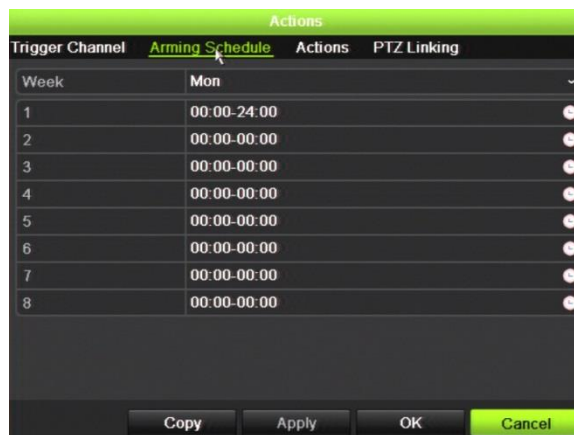 Actions
Trigger Channel Arming Schedule Actions PTZ Linking
Week Mon
1 00:00-24:00
2 00:00-00:00
3 00:00-00:00
4 00:00-00:00
5 00:00-00:00
6 00:00-00:00
7 00:00-00:00
8 00:00-00:00
Copy Apply OK Cancel